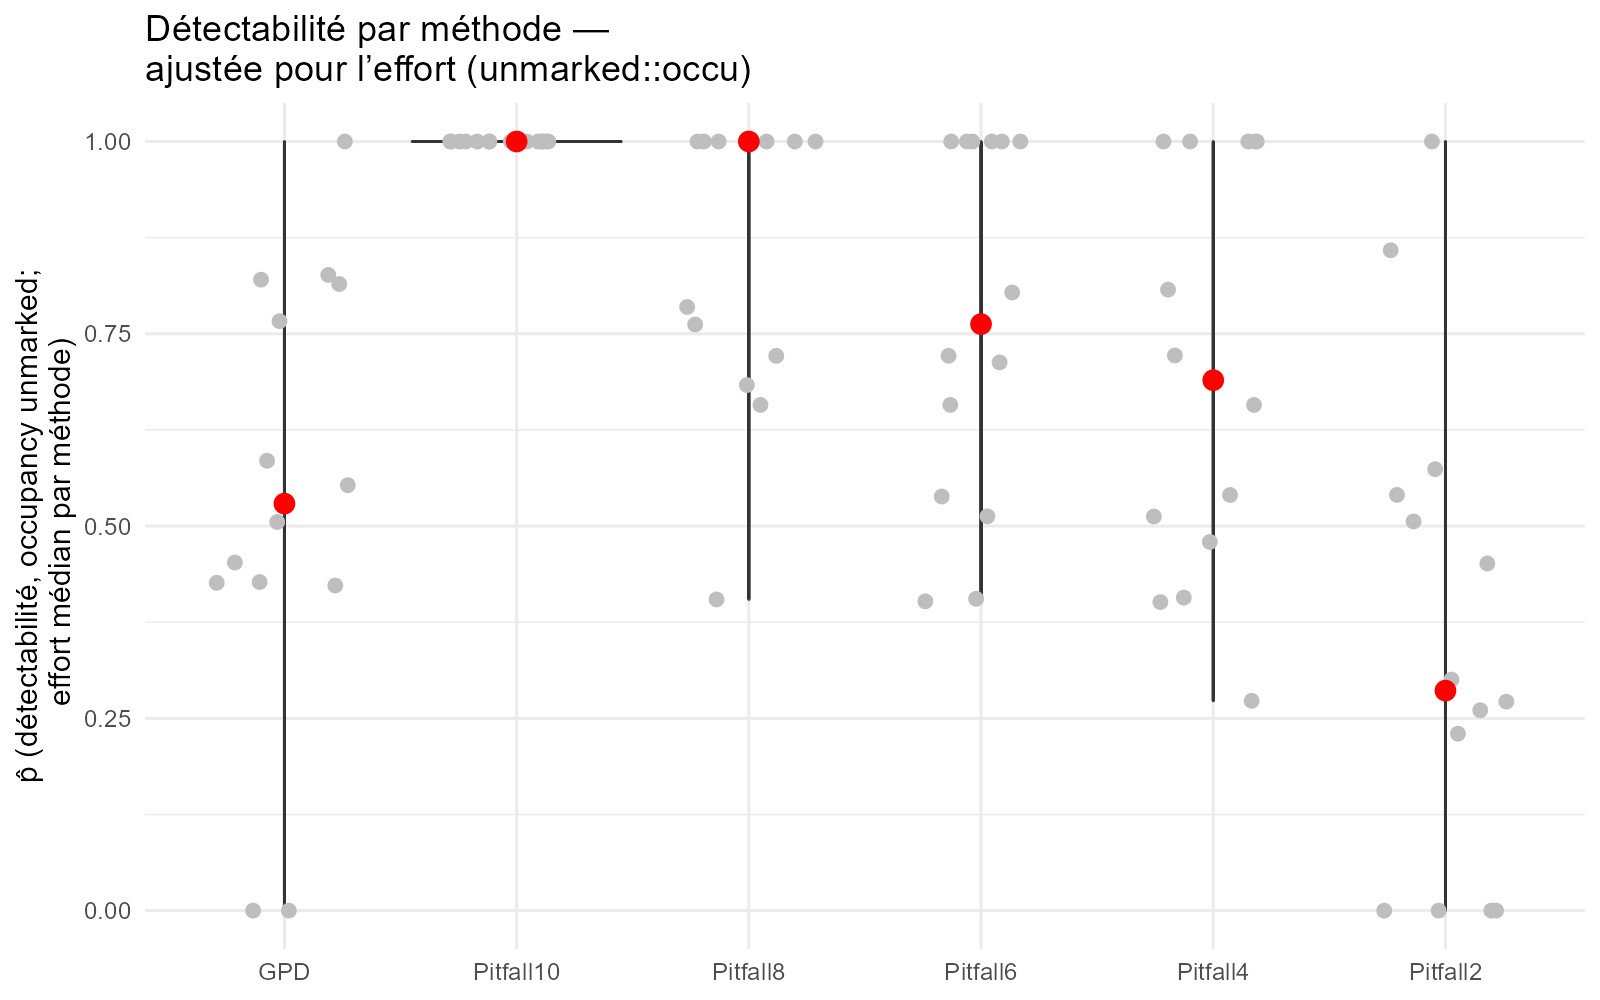 Détectabilité par méthode —
ajustée pour l’effort (unmarked::occu)
p̂ (détectabilité, occupancy unmarked;
effort médian par méthode)
1.00
0.75
0.50
0.25
0.00
GPD
Pitfall10
Pitfall8
Pitfall6
Pitfall4
Pitfall2